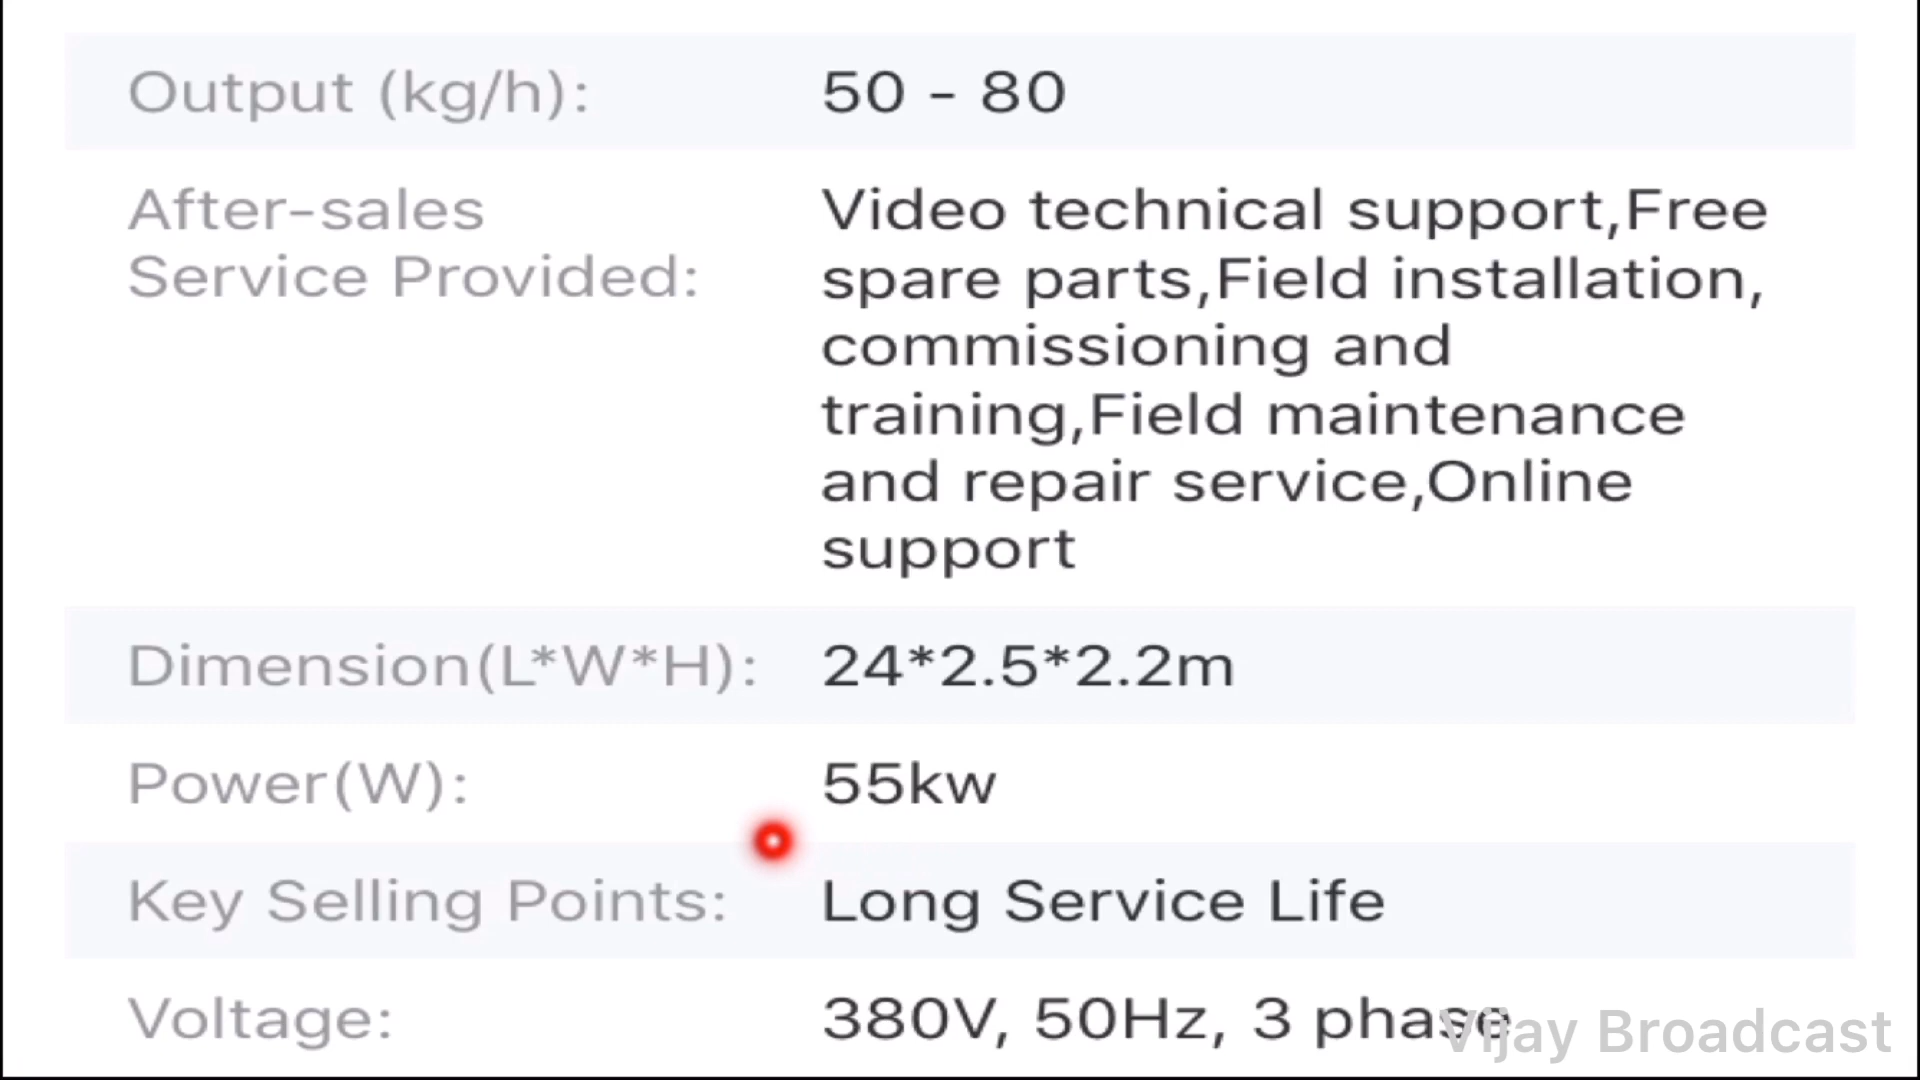 Output (kg/h): 50 - 80
After-sales Video technical support,Free
Service Provided: spare parts,Field installation,
commissioning and
training,Field maintenance
and repair service,Online
support
Dimension(L*W*H): 24*2.5*2.2m
Power(W): 55kw
Key Selling Points: Long Service Life
Voltage: 380V, 50Hz, 3 phase
Vijay Broadcast